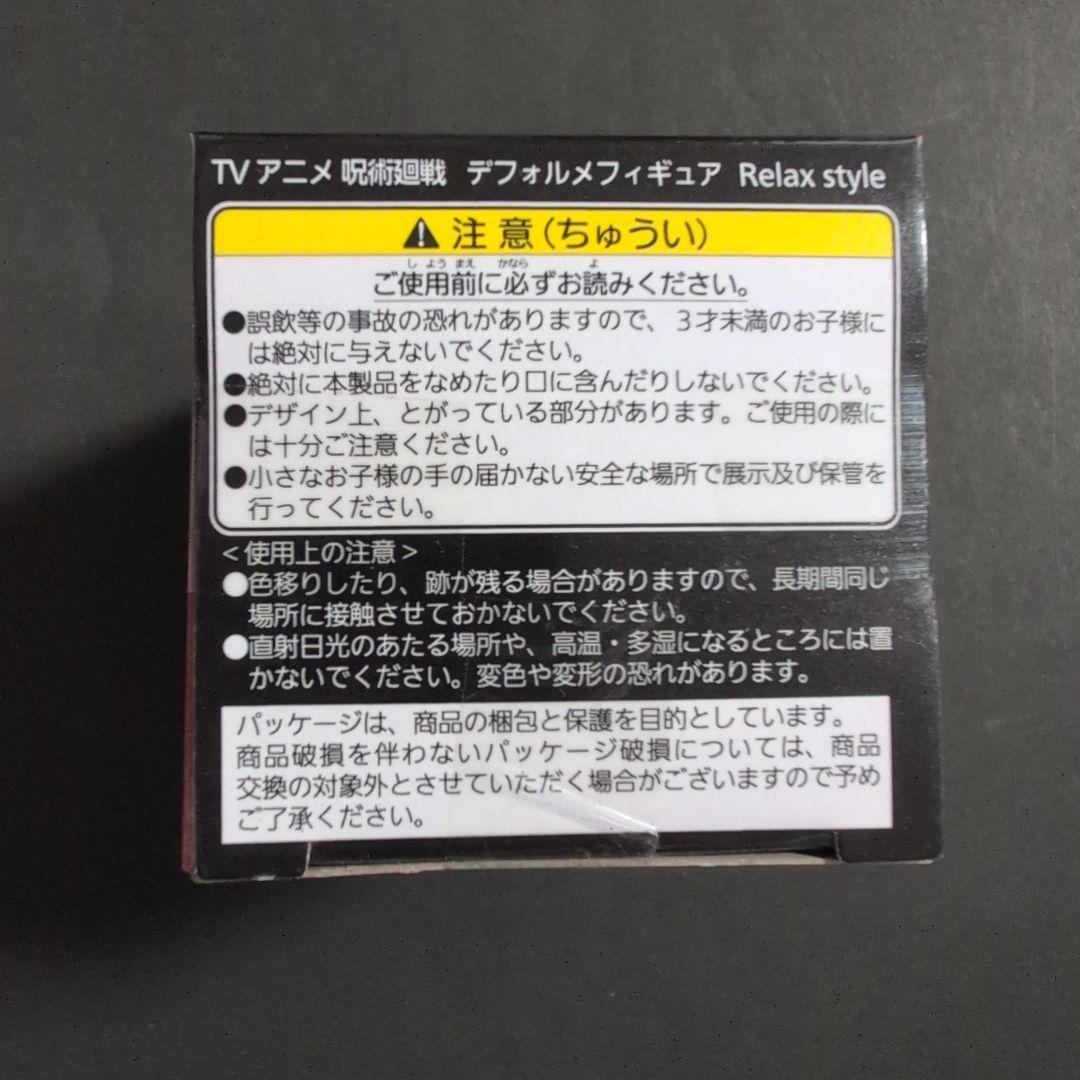 TV アニメ 呪術廻戦 デフォルメフィギュア Relax style
⚠ 注意(ちゅうい)
しようまえ かなら よ
ご使用前に必ずお読みください。
●誤飲等の事故の恐れがありますので、3才未満のお子様に
は絶対に与えないでください。
●絶対に本製品をなめたり口に含んだりしないでください。
●デザイン上、とがっている部分があります。ご使用の際に
は十分ご注意ください。
●小さなお子様の手の届かない安全な場所で展示及び保管を
行ってください。
<使用上の注意>
●色移りしたり、跡が残る場合がありますので、長期間同じ
場所に接触させておかないでください。
●直射日光のあたる場所や、高温・多湿になるところには置
かないでください。変色や変形の恐れがあります。
パッケージは、商品の梱包と保護を目的としています。
商品破損を伴わないパッケージ破損については、商品
交換の対象外とさせていただく場合がございますので予め
ご了承ください。